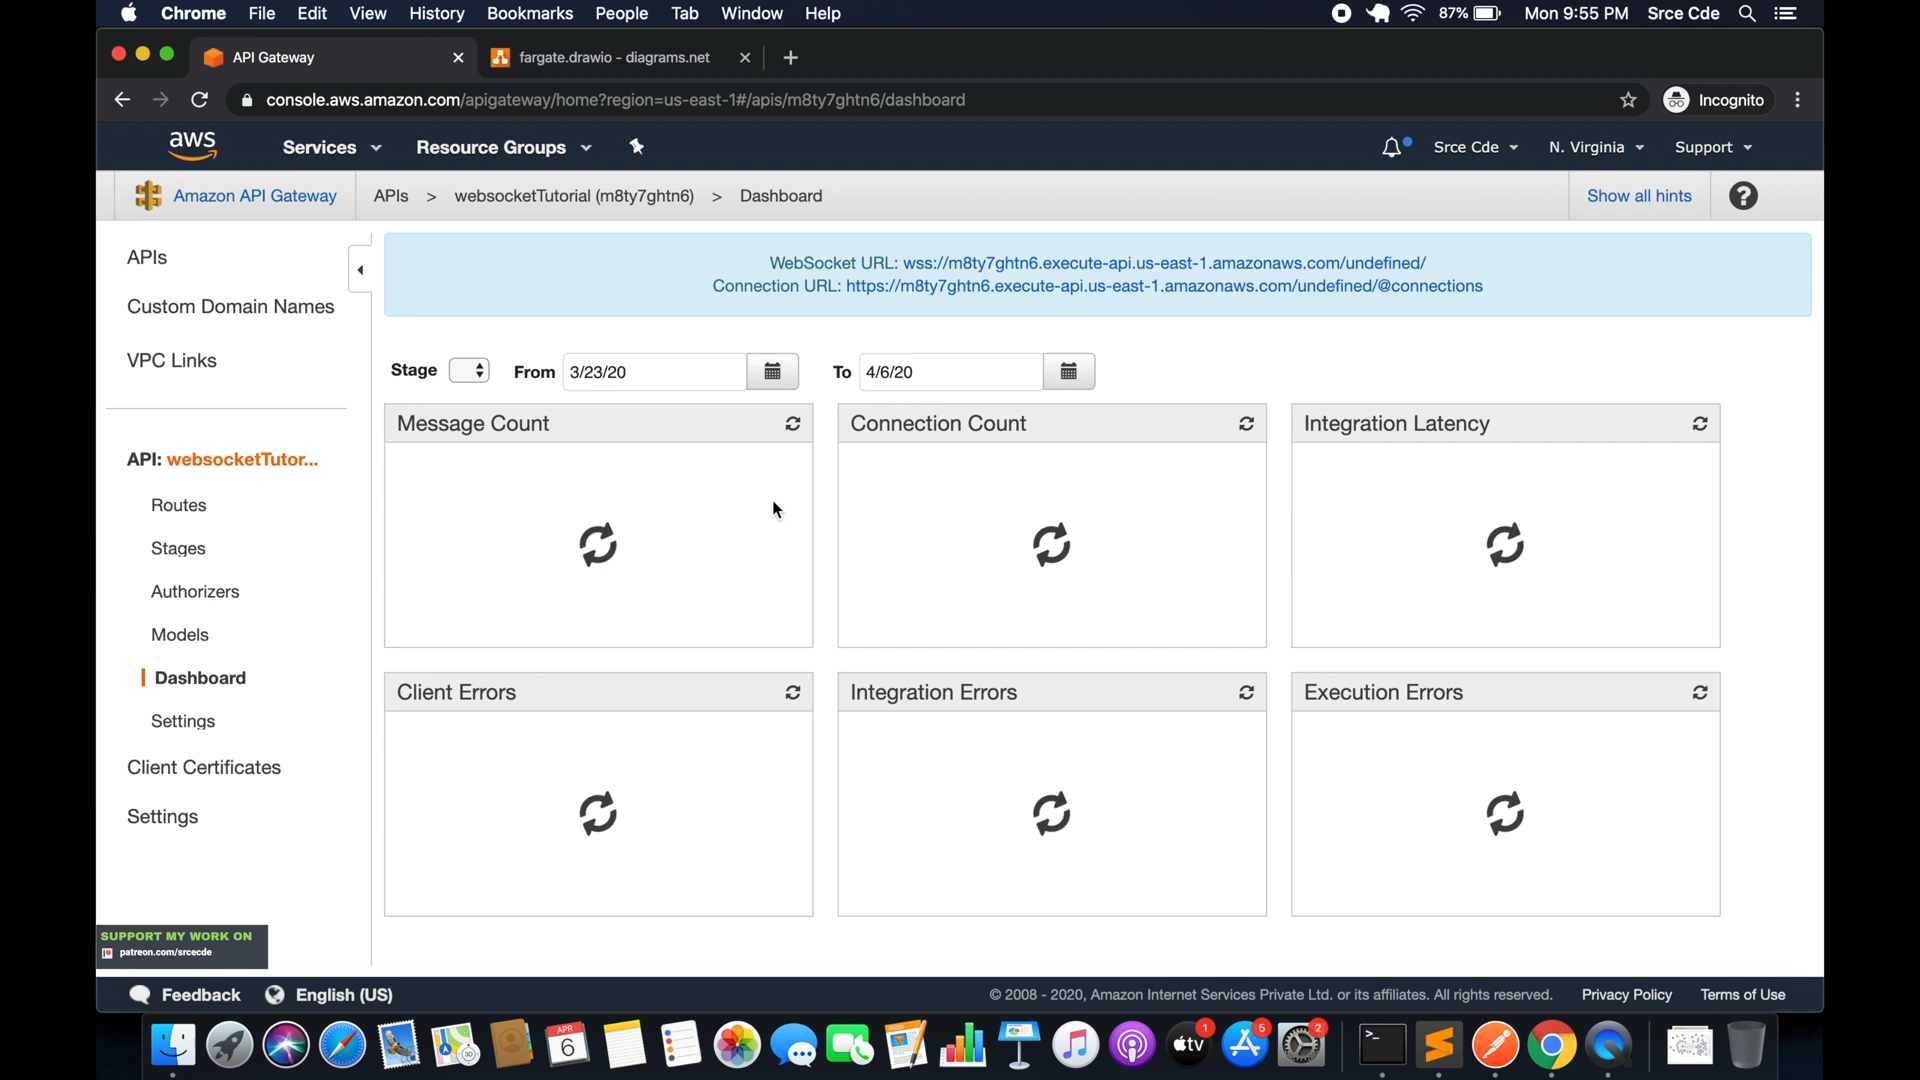 Chrome File Edit View History Bookmarks People Tab Window Help 87% Mon 9:55 PM Srce Cde
API Gateway fargate.drawio - diagrams.net
console.aws.amazon.com/apigateway/home?region=us-east-1#/apis/m8ty7ghtn6/dashboard Incognito
aws Services Resource Groups Srce Cde N. Virginia Support
Amazon API Gateway APIs > websocketTutorial (m8ty7ghtn6) > Dashboard Show all hints ?
APIs
Custom Domain Names
VPC Links
API: websocketTutor...
Routes
Stages
Authorizers
Models
Dashboard
Settings
Client Certificates
Settings
WebSocket URL: wss://m8ty7ghtn6.execute-api.us-east-1.amazonaws.com/undefined/
Connection URL: https://m8ty7ghtn6.execute-api.us-east-1.amazonaws.com/undefined/@connections
Stage From 3/23/20 To 4/6/20
Message Count Connection Count Integration Latency
Client Errors Integration Errors Execution Errors
SUPPORT MY WORK ON
patreon.com/srcecde
Feedback English (US) © 2008 - 2020, Amazon Internet Services Private Ltd. or its affiliates. All rights reserved. Privacy Policy Terms of Use
3D APR 6 tv 1 5 2 >_